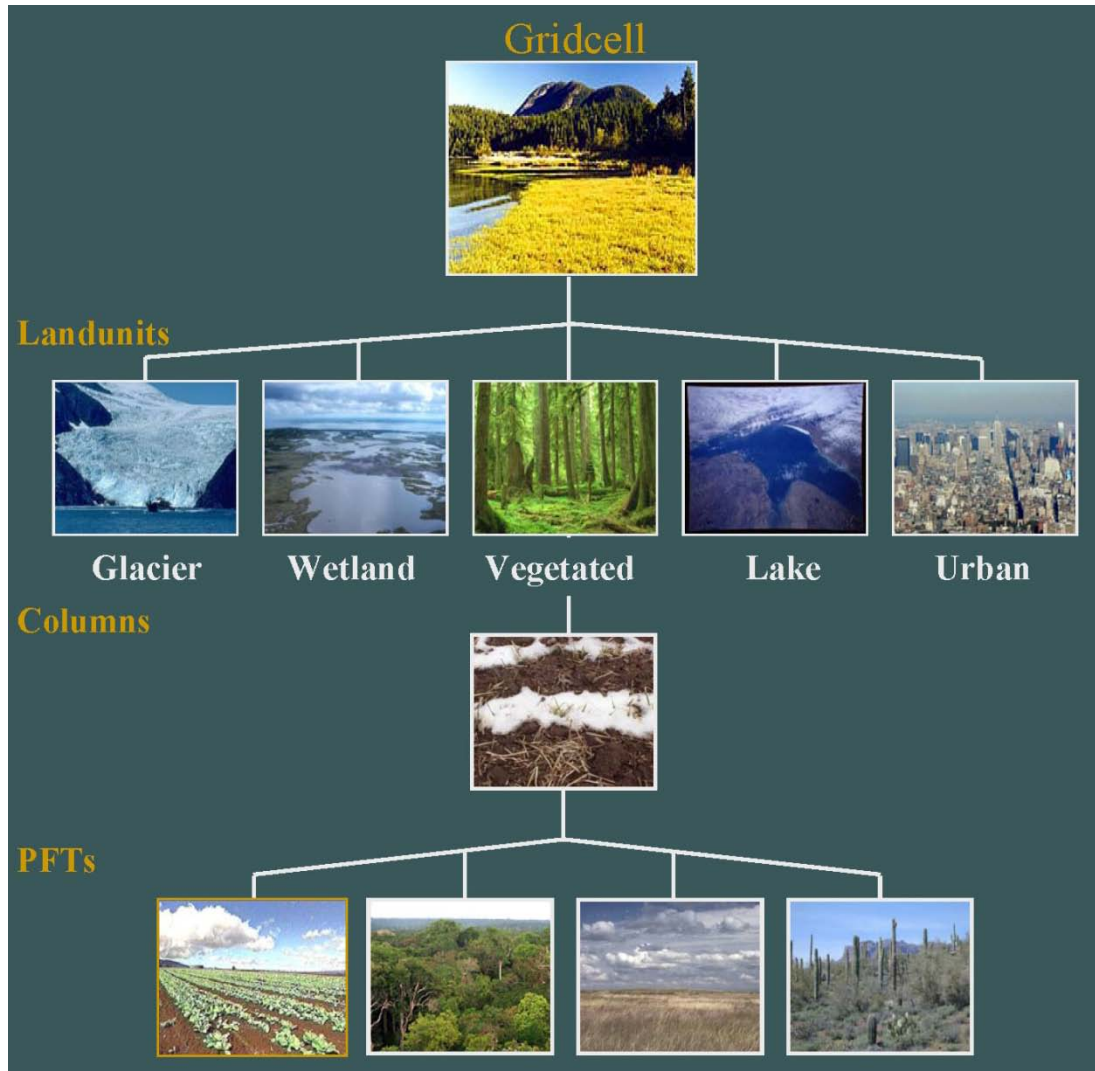 Gridcell
Landunits
Glacier
Wetland
Vegetated
Lake
Urban
Columns
PFTs